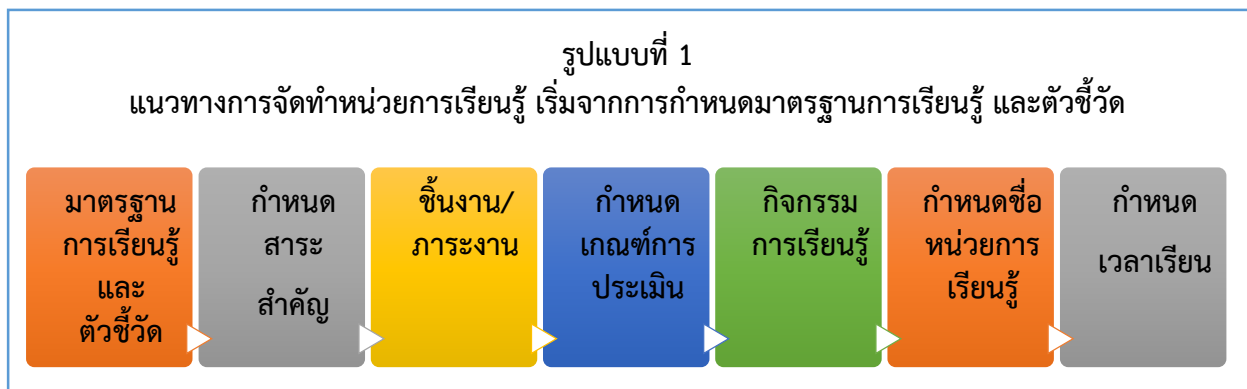 รูปแบบที่ 1
แนวทางการจัดทำหน่วยการเรียนรู้ เริ่มจากการกำหนดมาตรฐานการเรียนรู้ และตัวชี้วัด
มาตรฐาน
การเรียนรู้
และ
ตัวชี้วัด
กำหนด
สาระ
สำคัญ
ชิ้นงาน/
ภาระงาน
กำหนด
เกณฑ์การ
ประเมิน
กิจกรรม
การเรียนรู้
กำหนดชื่อ
หน่วยการ
เรียนรู้
กำหนด
เวลาเรียน